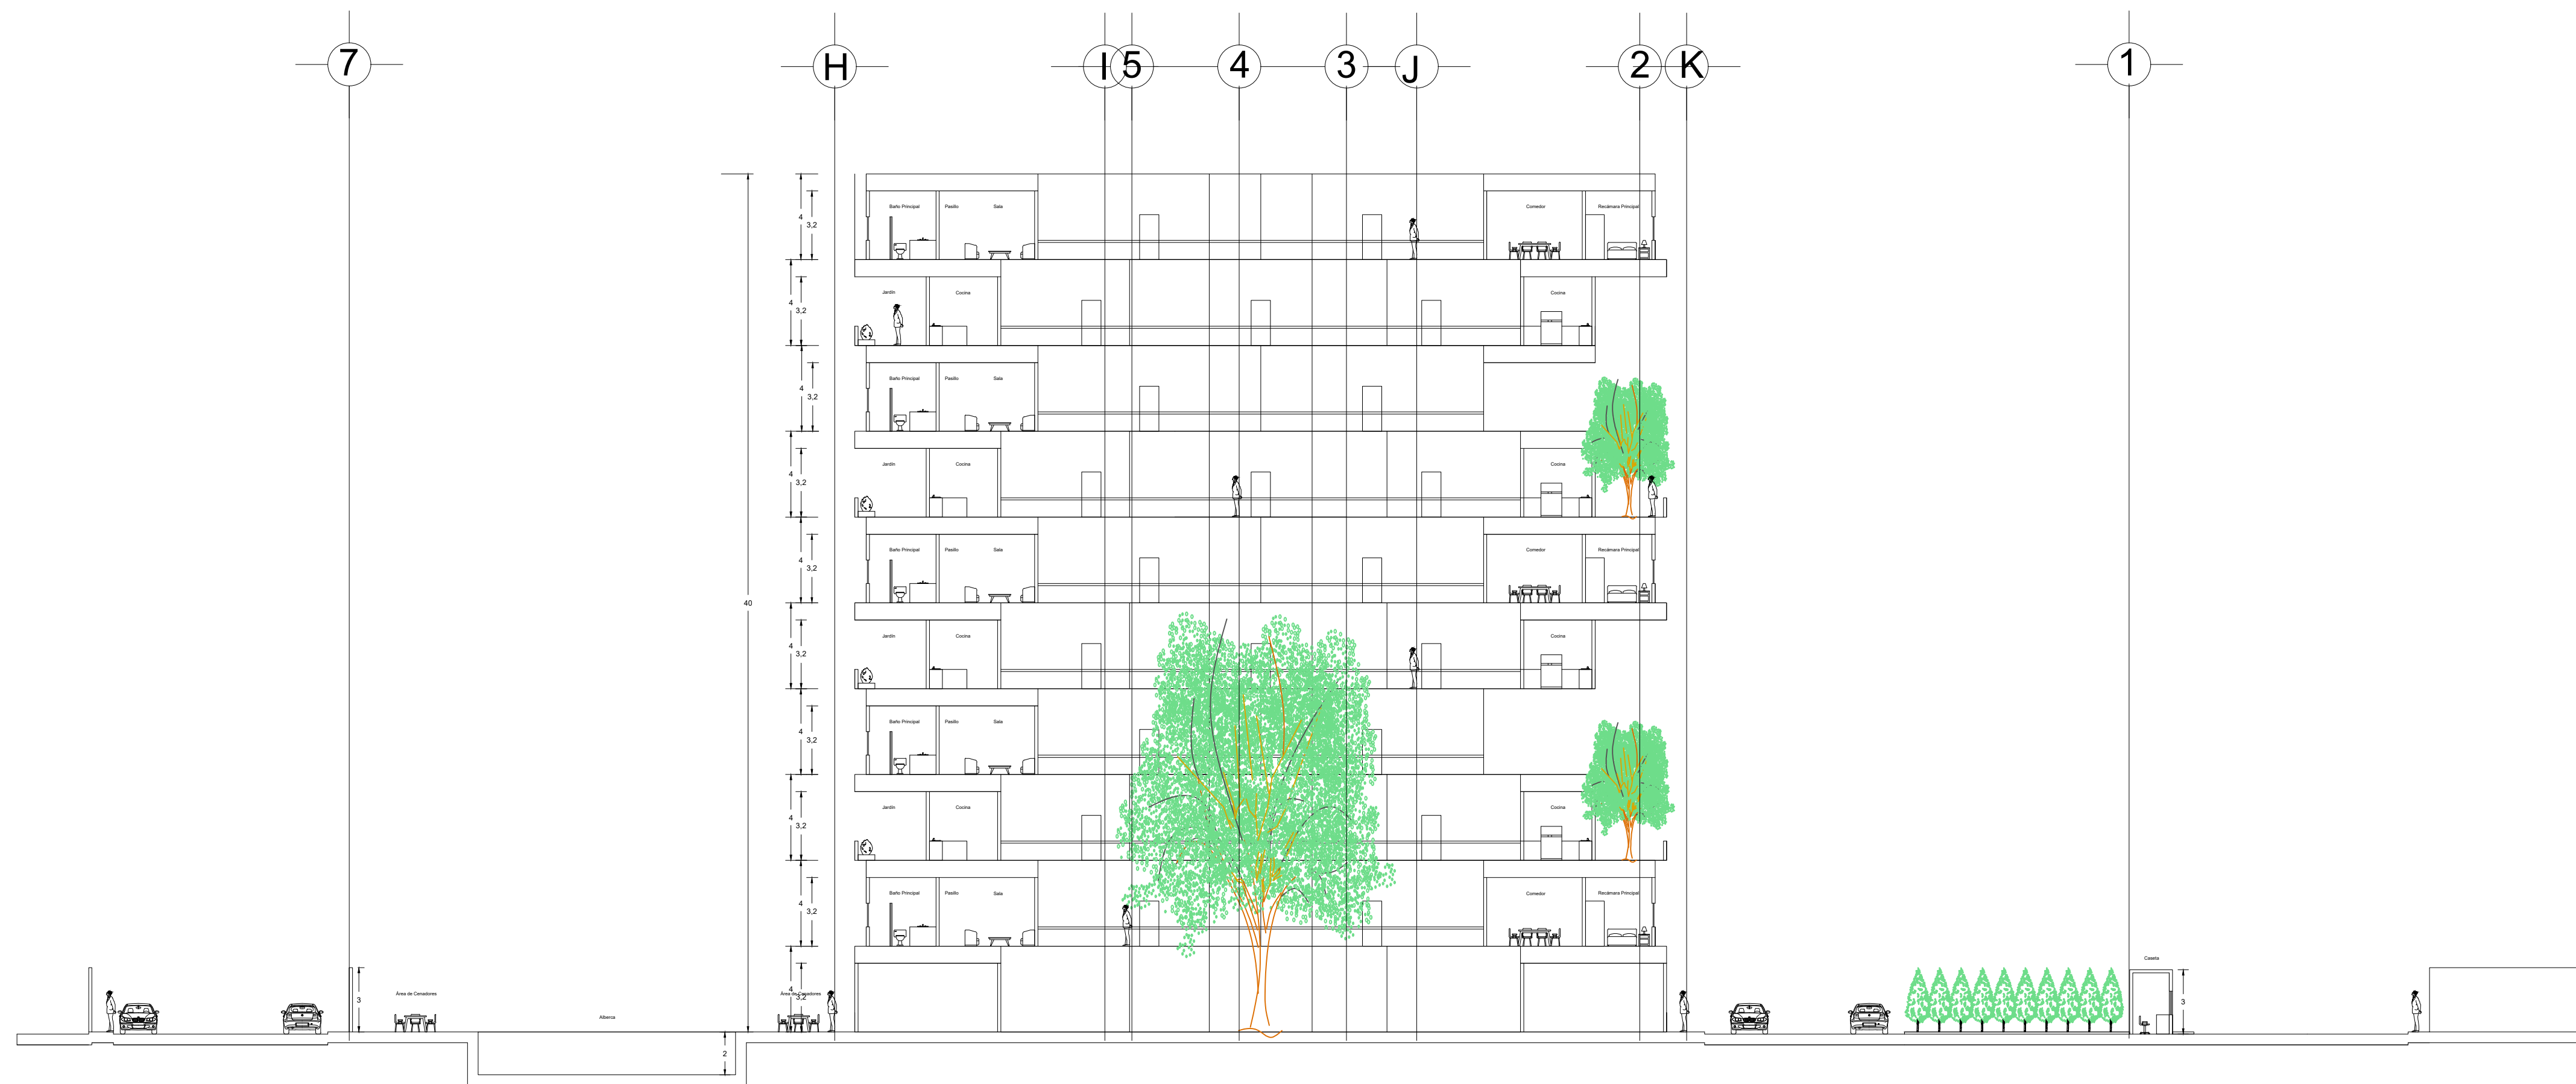 7 H I 5 4 3 J 2 K 1
Baño Principal Pasillo Sala Comedor Recámara Principal
4
3,2
Jardín Cocina Cocina
4
3,2
Baño Principal Pasillo Sala
4
3,2
Jardín Cocina Cocina
4
3,2
Baño Principal Pasillo Sala Comedor Recámara Principal
4
3,2
40
Jardín Cocina Cocina
4
3,2
Baño Principal Pasillo Sala
4
3,2
Jardín Cocina Cocina
4
3,2
Baño Principal Pasillo Sala Comedor Recámara Principal
4
3,2
Caseta
4
Área de Cenadores Área de Cenadores
3,2
3 3
Alberca
2